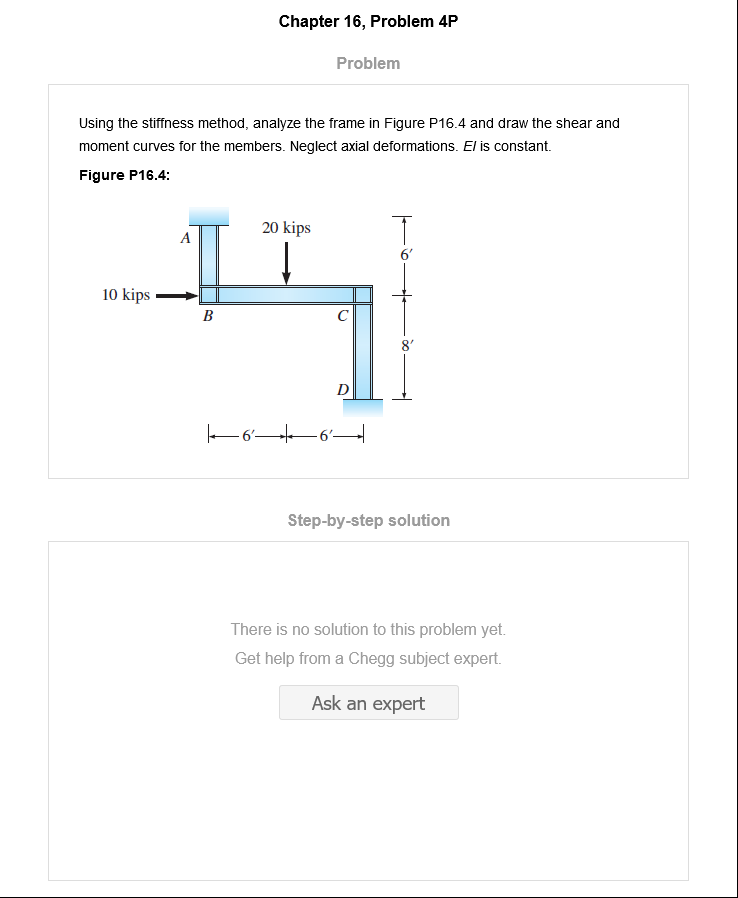 Chapter 16, Problem 4P
Problem
Using the stiffness method, analyze the frame in Figure P16.4 and draw the shear and
moment curves for the members. Neglect axial deformations. EI is constant.
Figure P16.4:
20 kips
A
6′
10 kips
B
C
8′
D
6′
6′
Step-by-step solution
There is no solution to this problem yet.
Get help from a Chegg subject expert.
Ask an expert